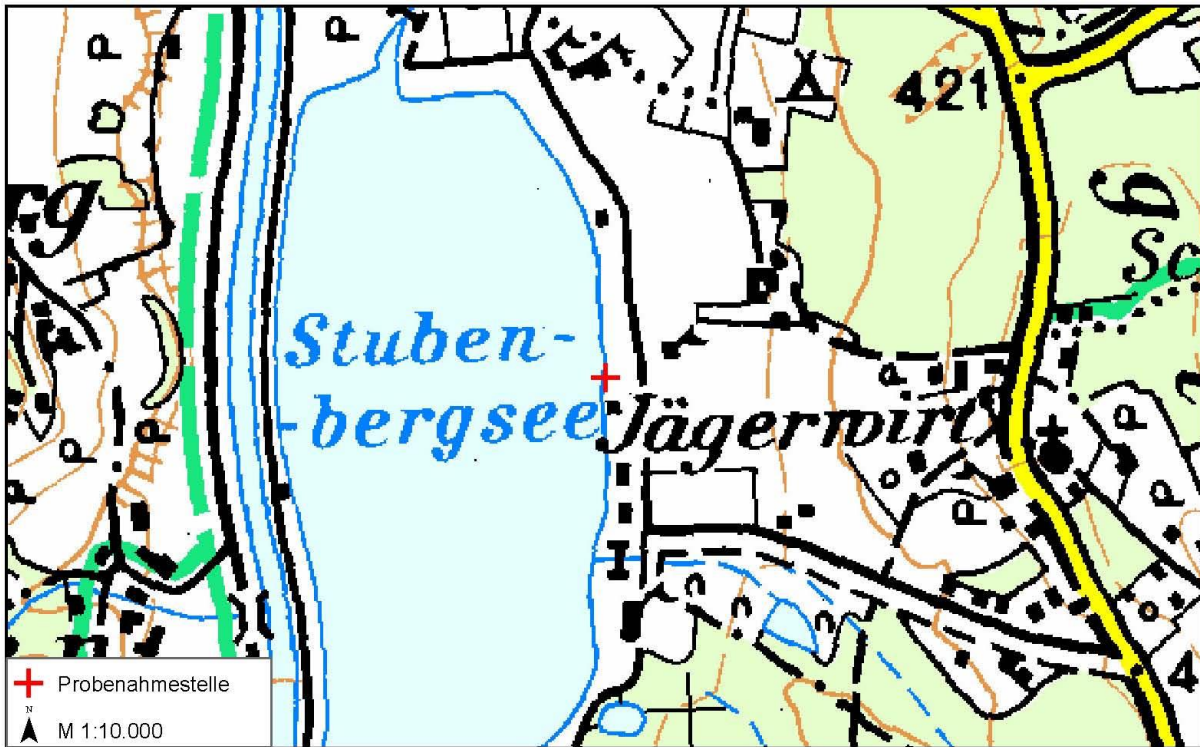 421
Stuben-
-bergsee
Jägerwirt
Probenahmestelle
N
M 1:10.000